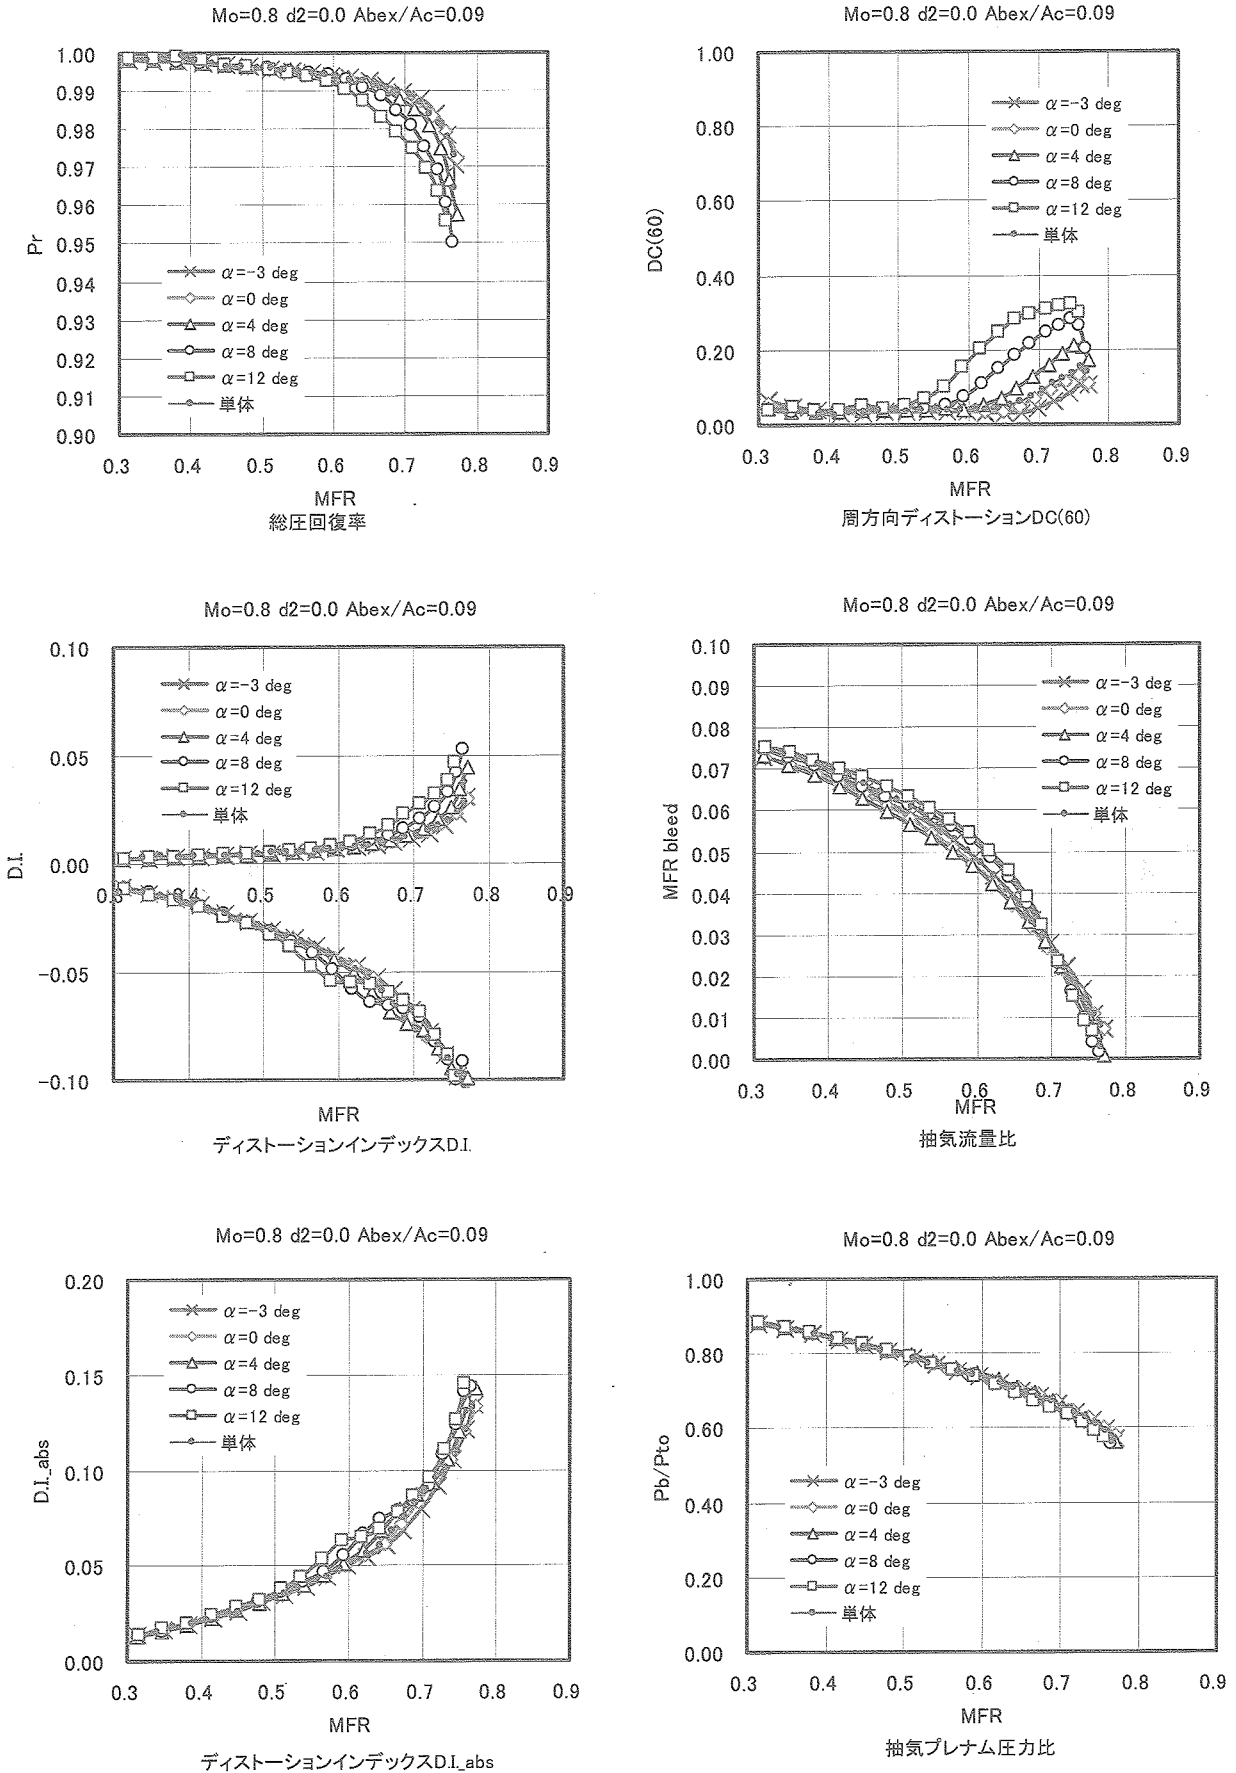 Mo=0.8 d2=0.0 Abex/Ac=0.09
1.00
0.99
0.98
0.97
0.96
0.95
0.94
0.93
0.92
0.91
0.90
Pr
α=-3 deg
α=0 deg
α=4 deg
α=8 deg
α=12 deg
単体
0.3 0.4 0.5 0.6 0.7 0.8 0.9
MFR
総圧回復率
Mo=0.8 d2=0.0 Abex/Ac=0.09
1.00
0.80
0.60
0.40
0.20
0.00
DC(60)
α=-3 deg
α=0 deg
α=4 deg
α=8 deg
α=12 deg
単体
0.3 0.4 0.5 0.6 0.7 0.8 0.9
MFR
周方向ディストーションDC(60)
Mo=0.8 d2=0.0 Abex/Ac=0.09
0.10
0.05
0.00
-0.05
-0.10
D.I.
α=-3 deg
α=0 deg
α=4 deg
α=8 deg
α=12 deg
単体
0.3 0.4 0.5 0.6 0.7 0.8 0.9
MFR
ディストーションインデックスD.I.
Mo=0.8 d2=0.0 Abex/Ac=0.09
0.10
0.09
0.08
0.07
0.06
0.05
0.04
0.03
0.02
0.01
0.00
MFR bleed
α=-3 deg
α=0 deg
α=4 deg
α=8 deg
α=12 deg
単体
0.3 0.4 0.5 0.6 0.7 0.8 0.9
MFR
抽気流量比
Mo=0.8 d2=0.0 Abex/Ac=0.09
0.20
0.15
0.10
0.05
0.00
D.I._abs
α=-3 deg
α=0 deg
α=4 deg
α=8 deg
α=12 deg
単体
0.3 0.4 0.5 0.6 0.7 0.8 0.9
MFR
ディストーションインデックスD.I._abs
Mo=0.8 d2=0.0 Abex/Ac=0.09
1.00
0.80
0.60
0.40
0.20
0.00
Pb/Pto
α=-3 deg
α=0 deg
α=4 deg
α=8 deg
α=12 deg
単体
0.3 0.4 0.5 0.6 0.7 0.8 0.9
MFR
抽気プレナム圧力比